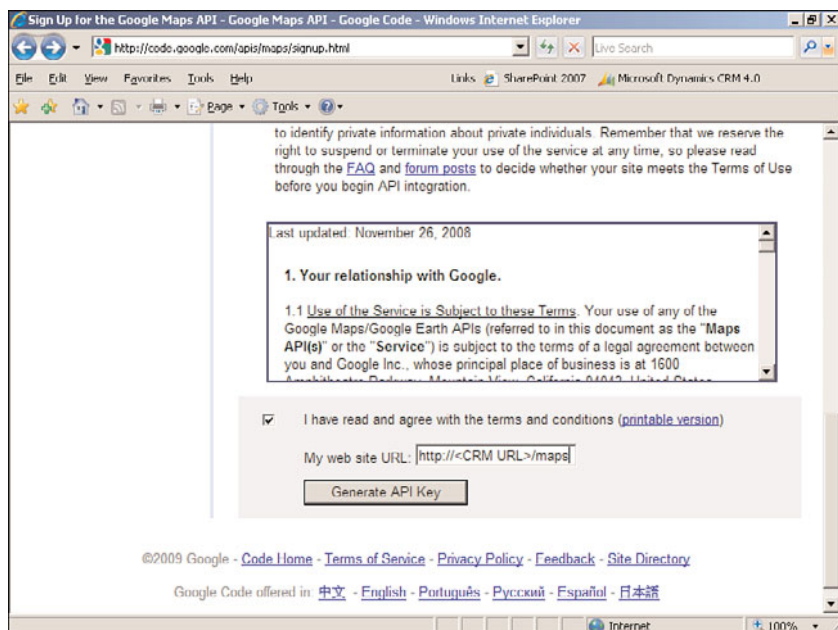 Sign Up for the Google Maps API - Google Maps API - Google Code - Windows Internet Explorer
http://code.google.com/apis/maps/signup.html
Live Search
File Edit View Favorites Tools Help
Links SharePoint 2007 Microsoft Dynamics CRM 4.0
Page Tools
to identify private information about private individuals. Remember that we reserve the
right to suspend or terminate your use of the service at any time, so please read
through the FAQ and forum posts to decide whether your site meets the Terms of Use
before you begin API integration.
Last updated: November 26, 2008
1. Your relationship with Google.
1.1 Use of the Service is Subject to these Terms. Your use of any of the
Google Maps/Google Earth APIs (referred to in this document as the "Maps
API(s)" or the "Service") is subject to the terms of a legal agreement between
you and Google Inc., whose principal place of business is at 1600
Amphitheatre Parkway, Mountain View, California 94043, United States
I have read and agree with the terms and conditions (printable version)
My web site URL: http://<CRM URL>/maps
Generate API Key
©2009 Google - Code Home - Terms of Service - Privacy Policy - Feedback - Site Directory
Google Code offered in: 中文 - English - Português - Русский - Español - 日本語
Internet 100%